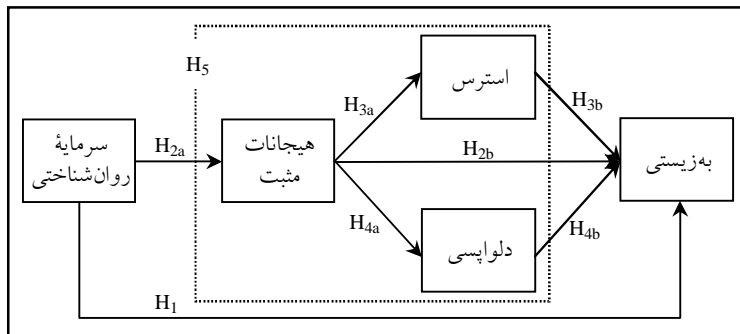 H5
استرس
H3a
H3b
سرمایهٔ
روان‌شناختی
H2a
هیجانات
مثبت
H2b
به‌زیستی
H4a
دلواپسی
H4b
H1